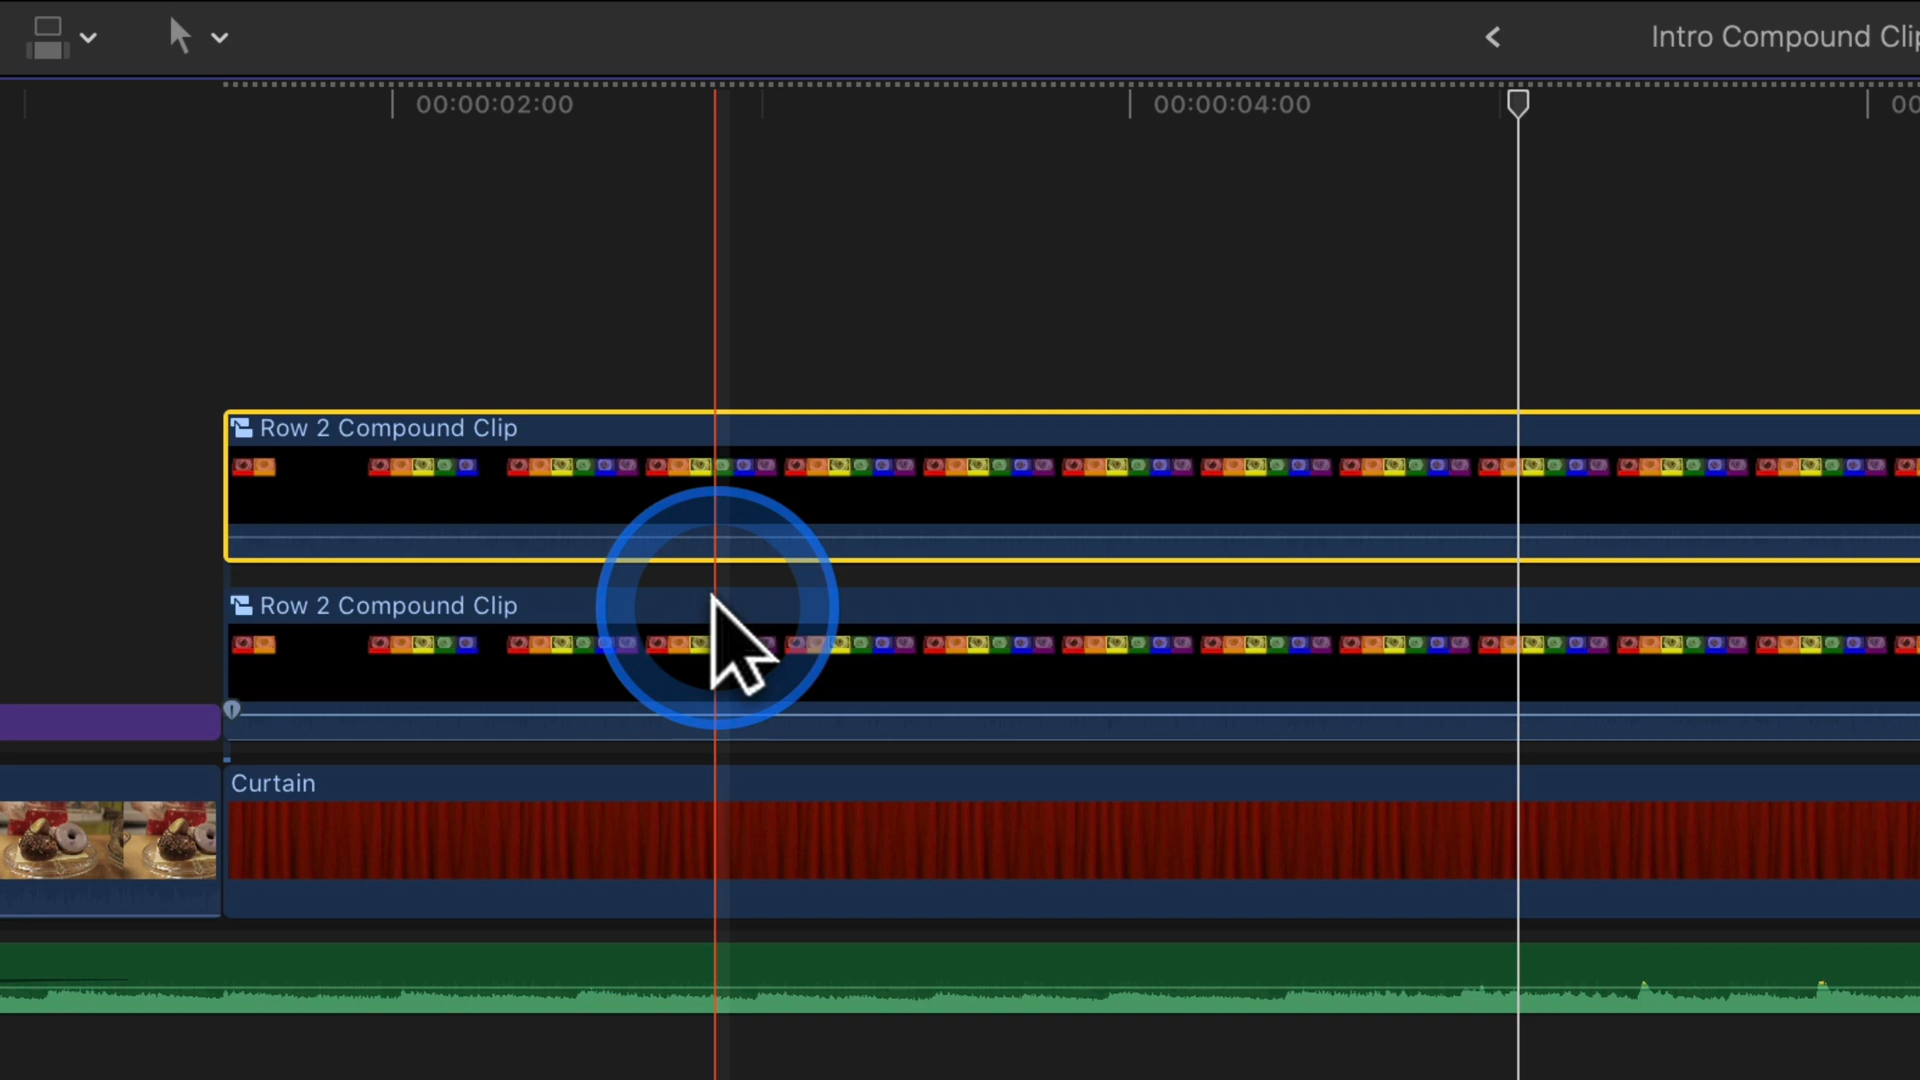 Intro Compound Clip
00:00:02:00
00:00:04:00
00
Row 2 Compound Clip
Row 2 Compound Clip
Curtain